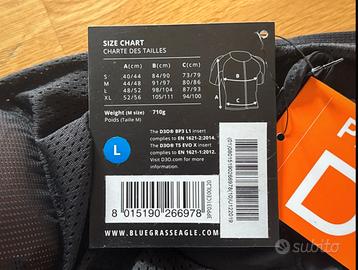 SIZE CHART
CHARTE DES TAILLES
A(cm) B(cm) C(cm)
S 40/44 84/90 73/79
M 44/48 91/97 80/86
L 48/52 98/104 87/93
XL 52/56 105/111 94/100
Weight (M size) 710g
Poids (Taille M)
A
B
C
L
The D3O® BP3 L1 insert
complies to EN 1621-2:2014.
The D3O® T5 EVO X insert
complies to EN 1621-1:2012.
Visit D3O.com for more details.
8 015190 266978
WWW.BLUEGRASSEAGLE.COM
P
D
subito